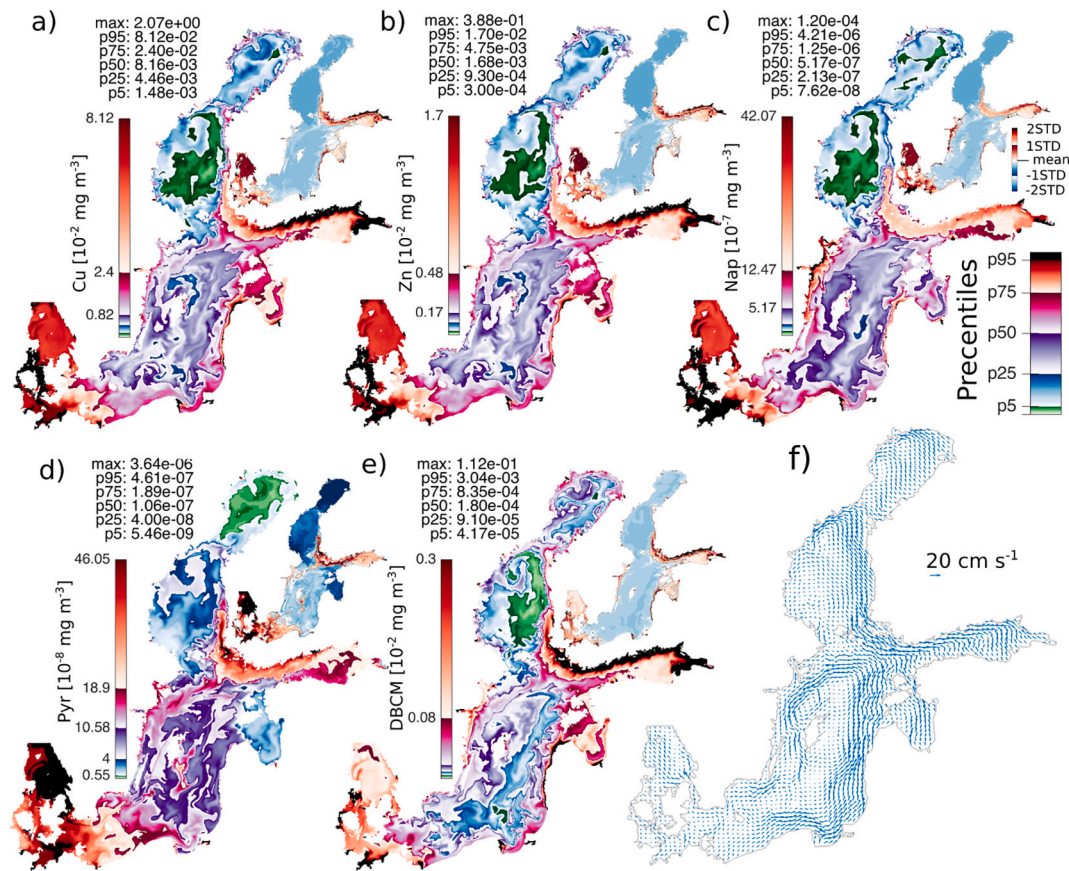 a)
max: 2.07e+00
p95: 8.12e-02
p75: 2.40e-02
p50: 8.16e-03
p25: 4.46e-03
p5: 1.48e-03
8.12
2.4
0.82
Cu [10-2 mg m-3]
b)
max: 3.88e-01
p95: 1.70e-02
p75: 4.75e-03
p50: 1.68e-03
p25: 9.30e-04
p5: 3.00e-04
1.7
0.48
0.17
Zn [10-2 mg m-3]
c)
max: 1.20e-04
p95: 4.21e-06
p75: 1.25e-06
p50: 5.17e-07
p25: 2.13e-07
p5: 7.62e-08
42.07
12.47
5.17
Nap [10-7 mg m-3]
2STD
1STD
mean
-1STD
-2STD
Precentiles
p95
p75
p50
p25
p5
d)
max: 3.64e-06
p95: 4.61e-07
p75: 1.89e-07
p50: 1.06e-07
p25: 4.00e-08
p5: 5.46e-09
46.05
18.9
10.58
4
0.55
Pyr [10-8 mg m-3]
e)
max: 1.12e-01
p95: 3.04e-03
p75: 8.35e-04
p50: 1.80e-04
p25: 9.10e-05
p5: 4.17e-05
0.3
0.08
DBCM [10-2 mg m-3]
f)
20 cm s-1